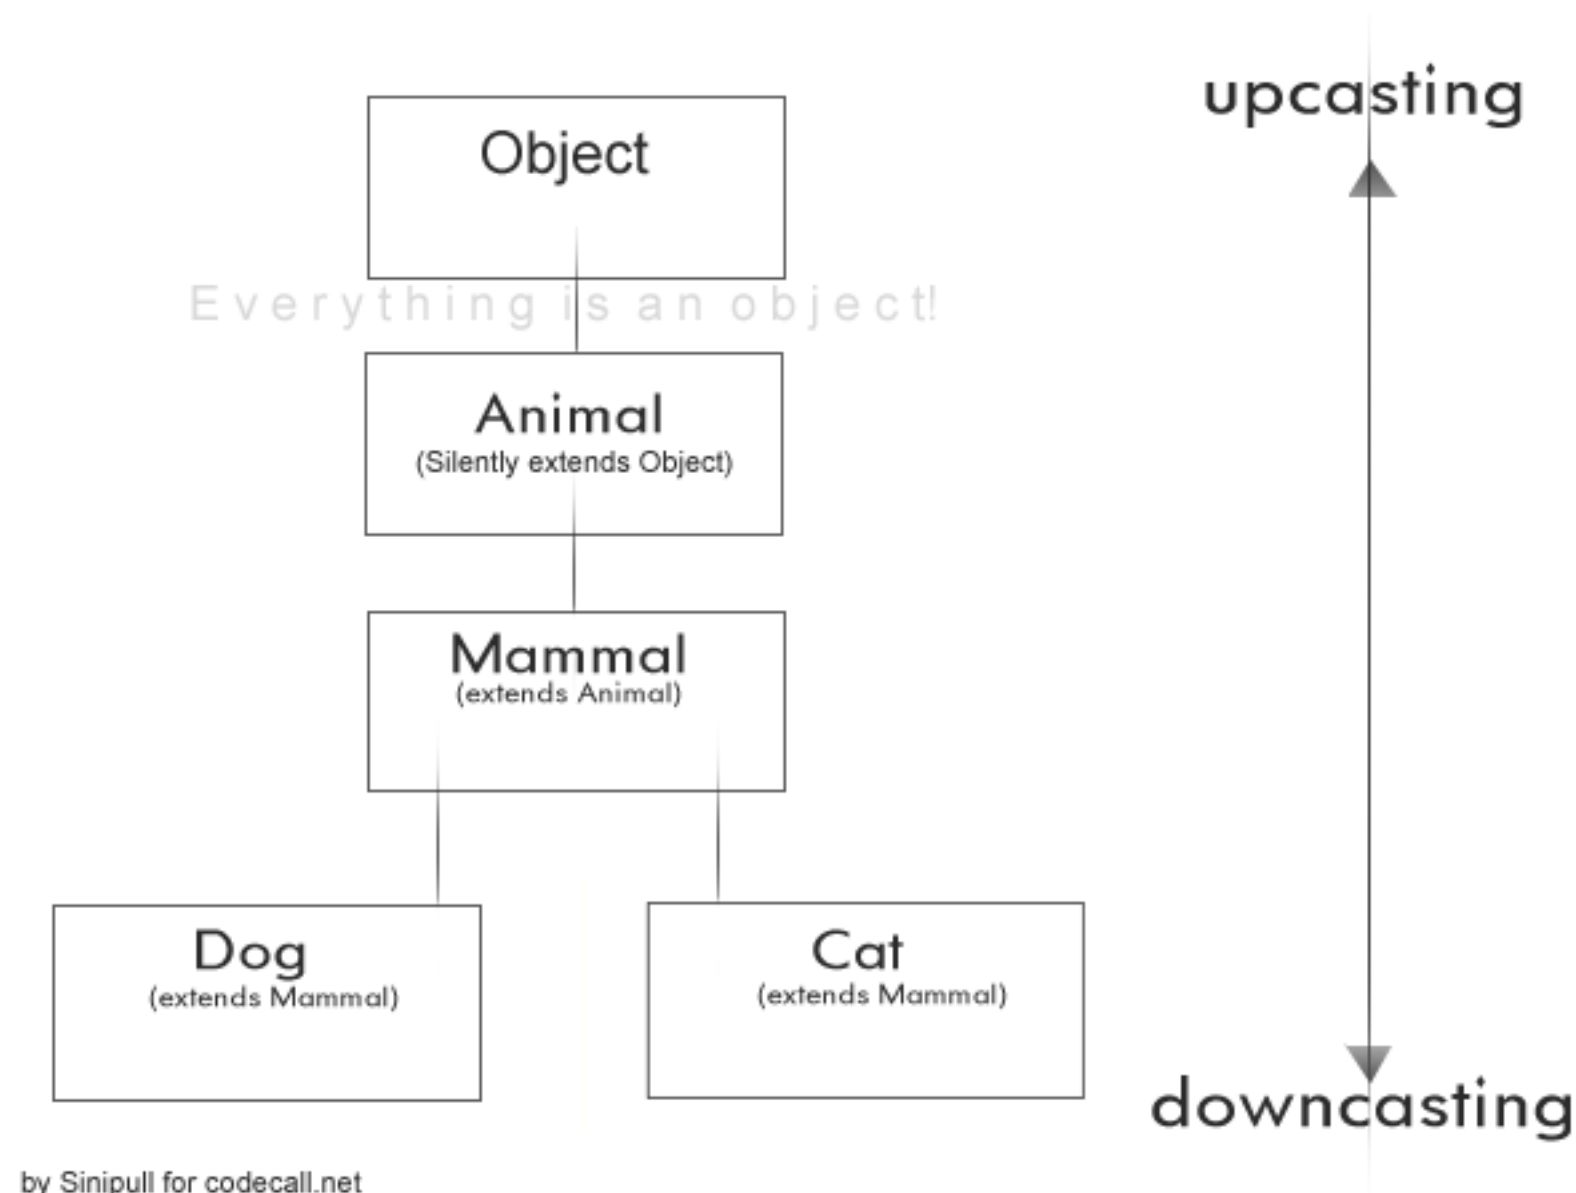 upcasting
Object
Everything is an object!
Animal
(Silently extends Object)
Mammal
(extends Animal)
Dog
(extends Mammal)
Cat
(extends Mammal)
downcasting
by Sinipull for codecall.net